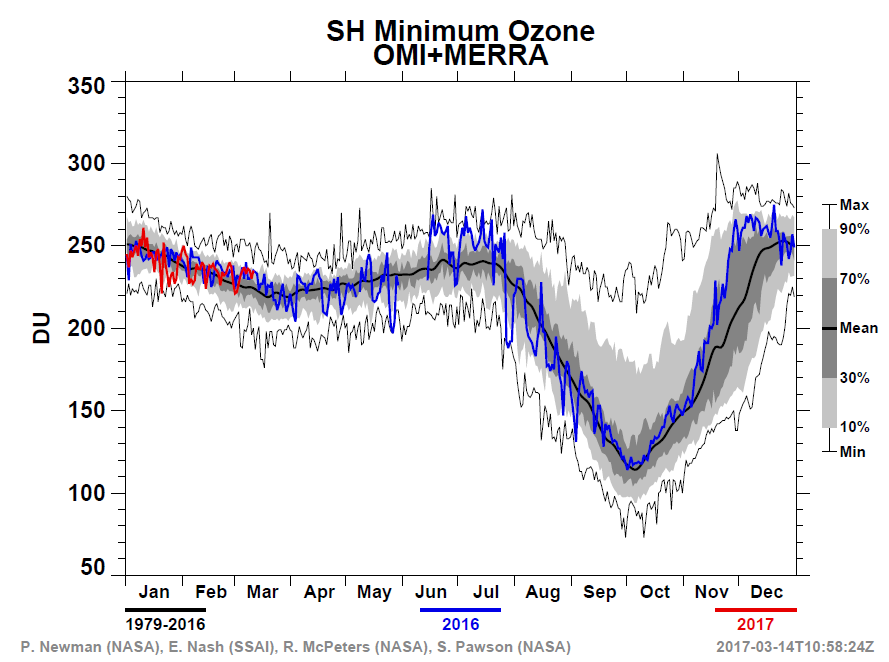 SH Minimum Ozone
OMI+MERRA
350
300
250
200
150
100
50
DU
Max
90%
70%
Mean
30%
10%
Min
Jan Feb Mar Apr May Jun Jul Aug Sep Oct Nov Dec
1979-2016 2016 2017
P. Newman (NASA), E. Nash (SSAI), R. McPeters (NASA), S. Pawson (NASA) 2017-03-14T10:58:24Z